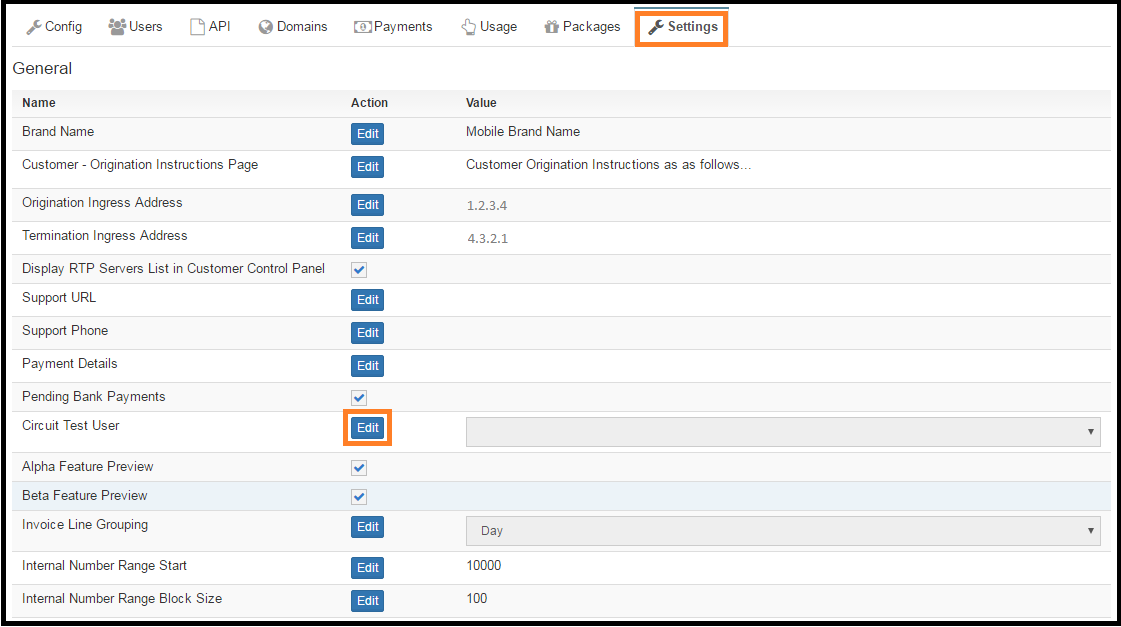 Config Users API Domains Payments Usage Packages Settings
General
Name Action Value
Brand Name Edit Mobile Brand Name
Customer - Origination Instructions Page Edit Customer Origination Instructions as as follows...
Origination Ingress Address Edit 1.2.3.4
Termination Ingress Address Edit 4.3.2.1
Display RTP Servers List in Customer Control Panel
Support URL Edit
Support Phone Edit
Payment Details Edit
Pending Bank Payments
Circuit Test User Edit
Alpha Feature Preview
Beta Feature Preview
Invoice Line Grouping Edit Day
Internal Number Range Start Edit 10000
Internal Number Range Block Size Edit 100